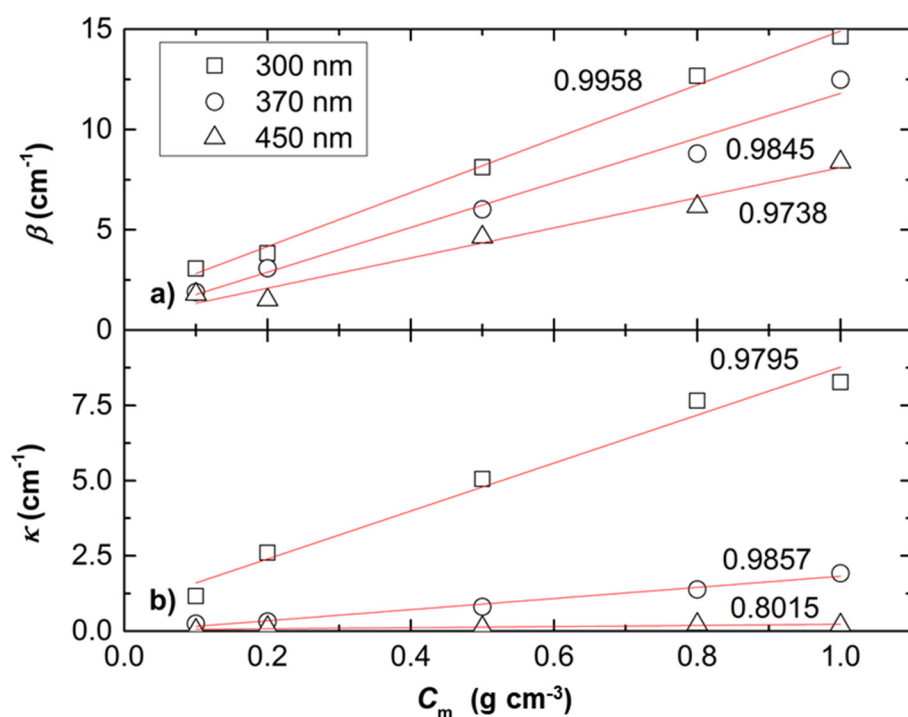 15
300 nm
370 nm
450 nm
0.9958
10
0.9845
β (cm⁻¹)
5
0.9738
a)
0
0.9795
7.5
κ (cm⁻¹)
5.0
2.5
0.9857
b)
0.8015
0.0
0.0 0.2 0.4 0.6 0.8 1.0
Cₘ (g cm⁻³)